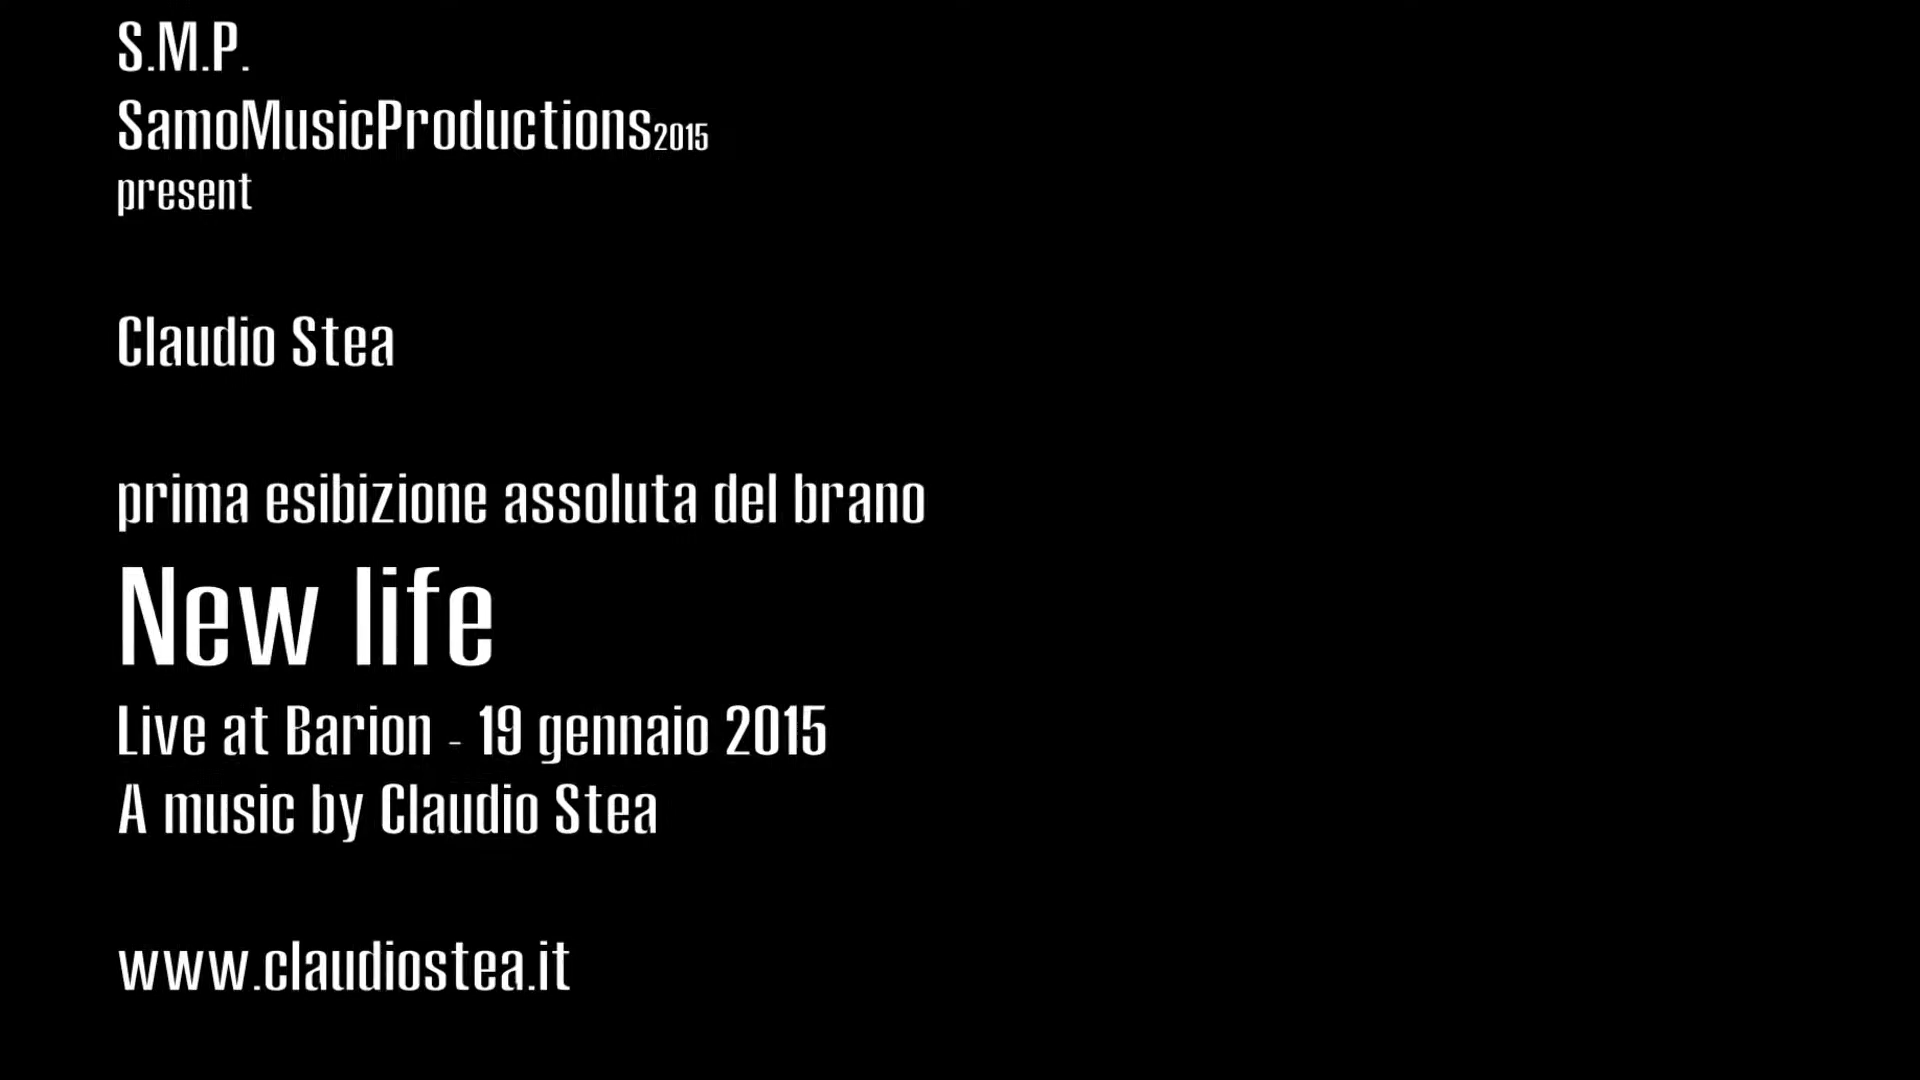 S.M.P.
SamoMusicProductions2015
present
Claudio Stea
prima esibizione assoluta del brano
New life
Live at Barion - 19 gennaio 2015
A music by Claudio Stea
www.claudiostea.it